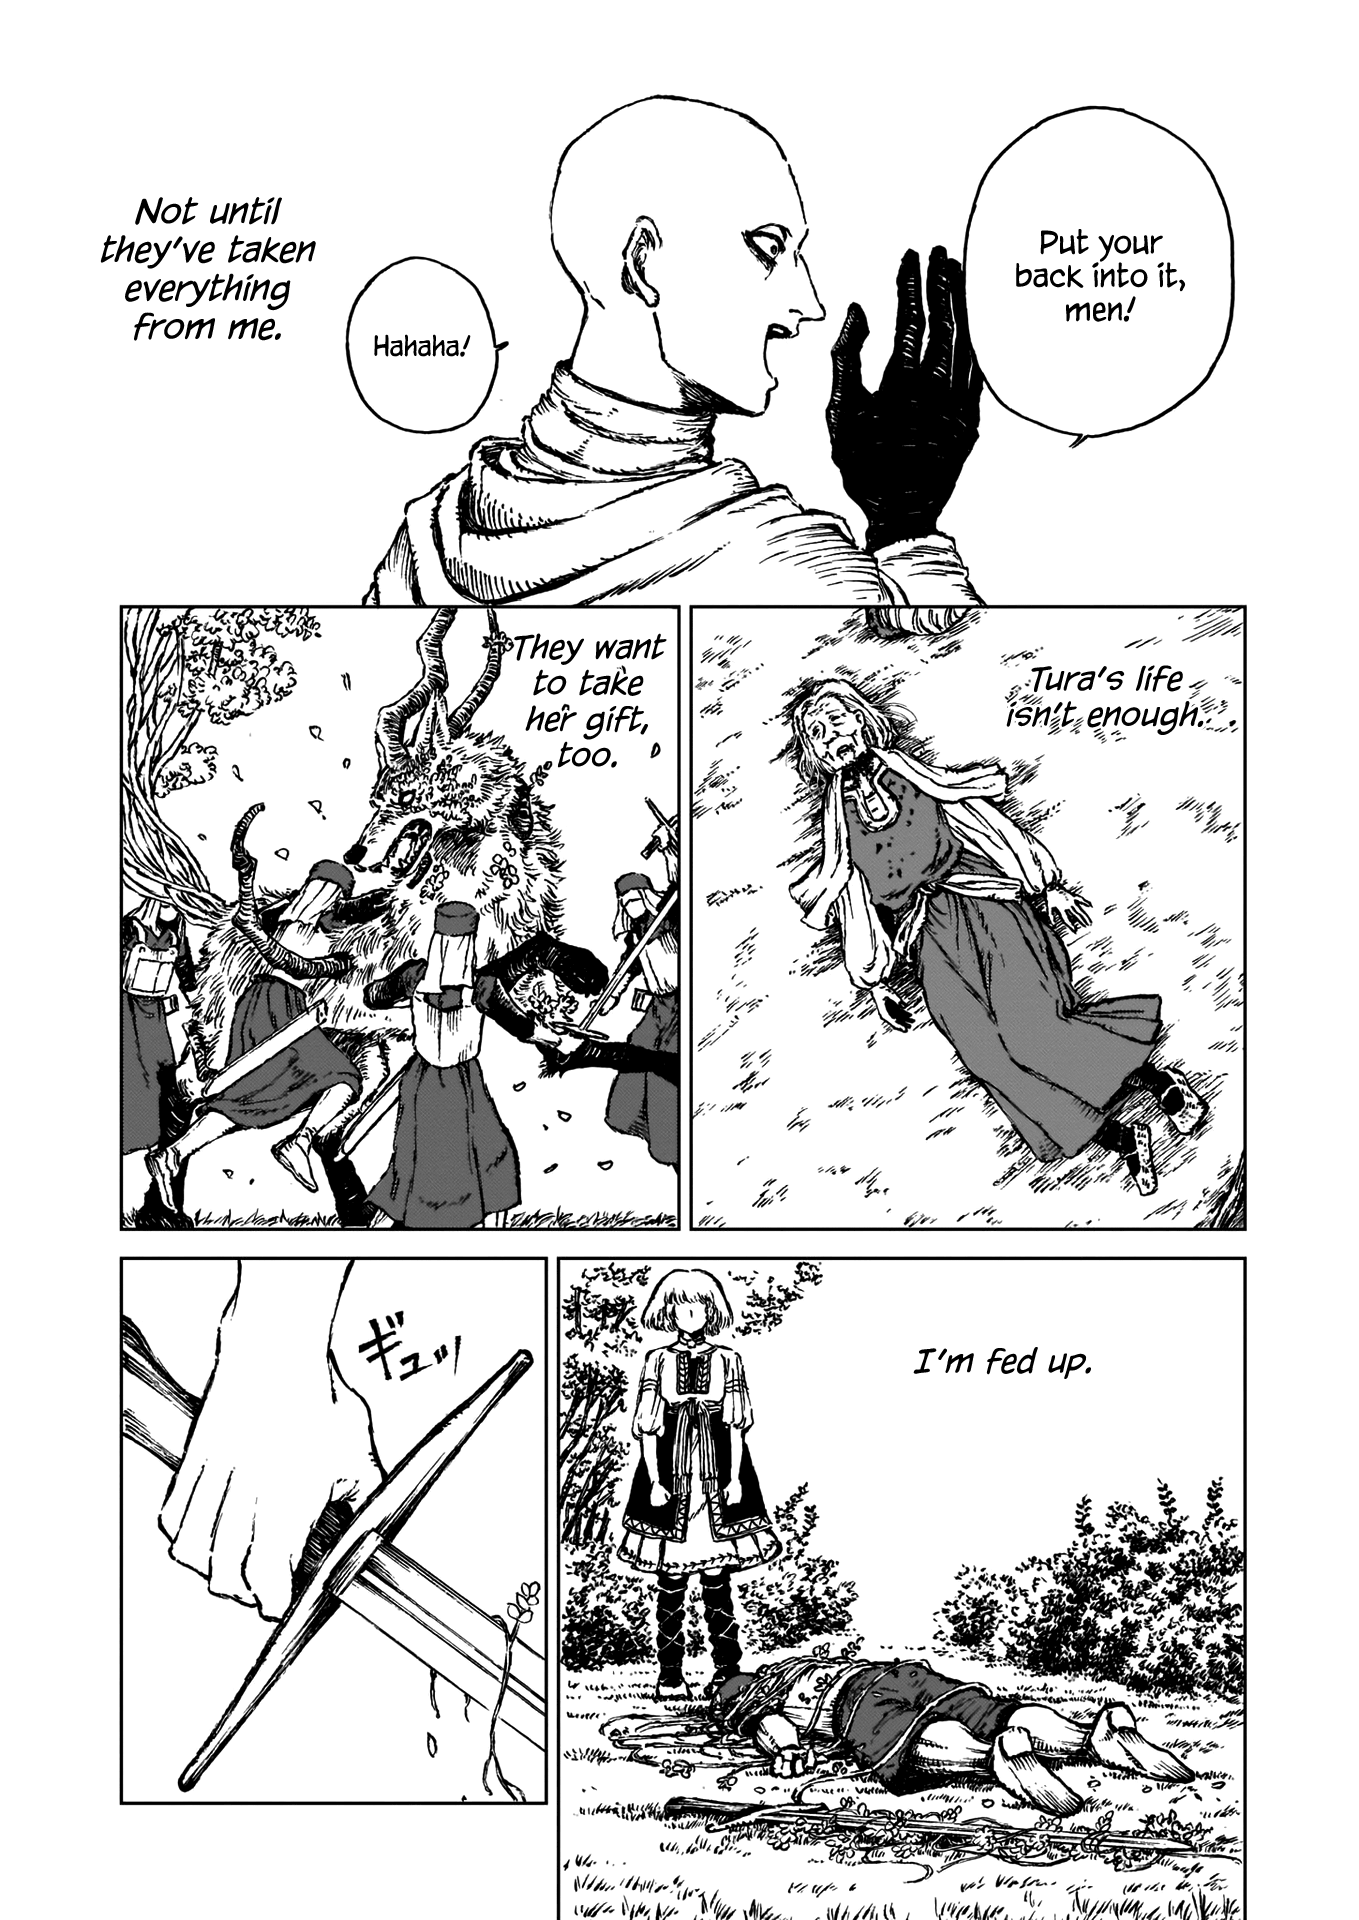 Put your
back into it,
men!
Hahaha!
Not until
they've taken
everything
from me.
Tura's life
isn't enough.
They want
to take
her gift,
too.
I'm fed up.
ギュッ